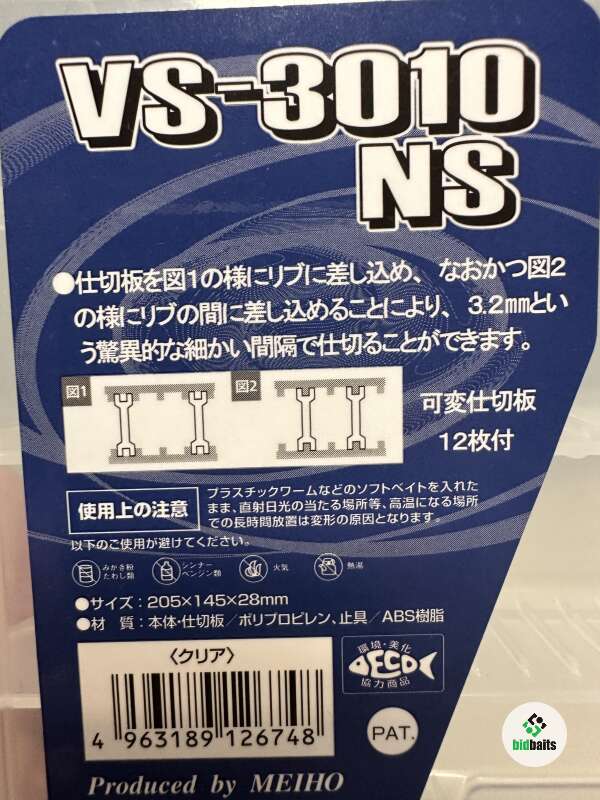 VS-3010
NS
●仕切板を図1の様にリブに差し込め、なおかつ図2
の様にリブの間に差し込めることにより、3.2mmとい
う驚異的な細かい間隔で仕切ることができます。
図1
図2
可変仕切板
12枚付
使用上の注意
プラスチックワームなどのソフトベイトを入れた
まま、直射日光の当たる場所等、高温になる場所
での長時間放置は変形の原因となります。
以下のご使用が避けてください。
みがき粉
たわし類
シンナー
ベンジン類
火気
熱湯
●サイズ：205×145×28mm
●材　質：本体・仕切板／ポリプロピレン、止具／ABS樹脂
〈クリア〉
環境・美化
ECO
協力商品
4 963189 126748
PAT.
Produced by MEIHO
bidbaits